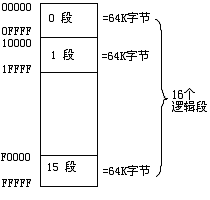 00000
0 段
=64K字节
0FFFF
10000
1 段
=64K字节
1FFFF
16个
逻辑段
F0000
15 段
=64K字节
FFFFF